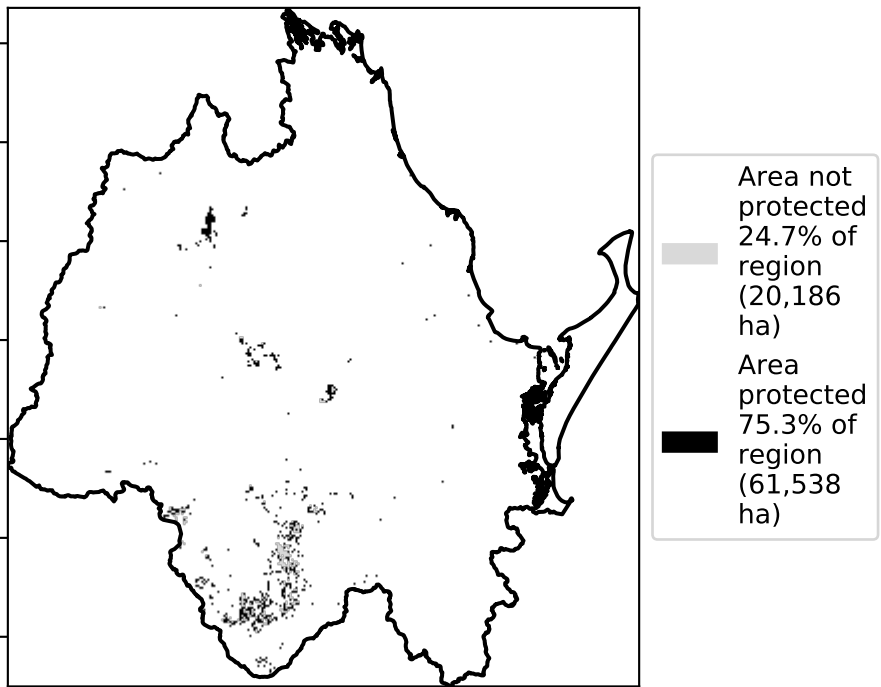 Area not
protected
24.7% of
region
(20,186
ha)
Area
protected
75.3% of
region
(61,538
ha)